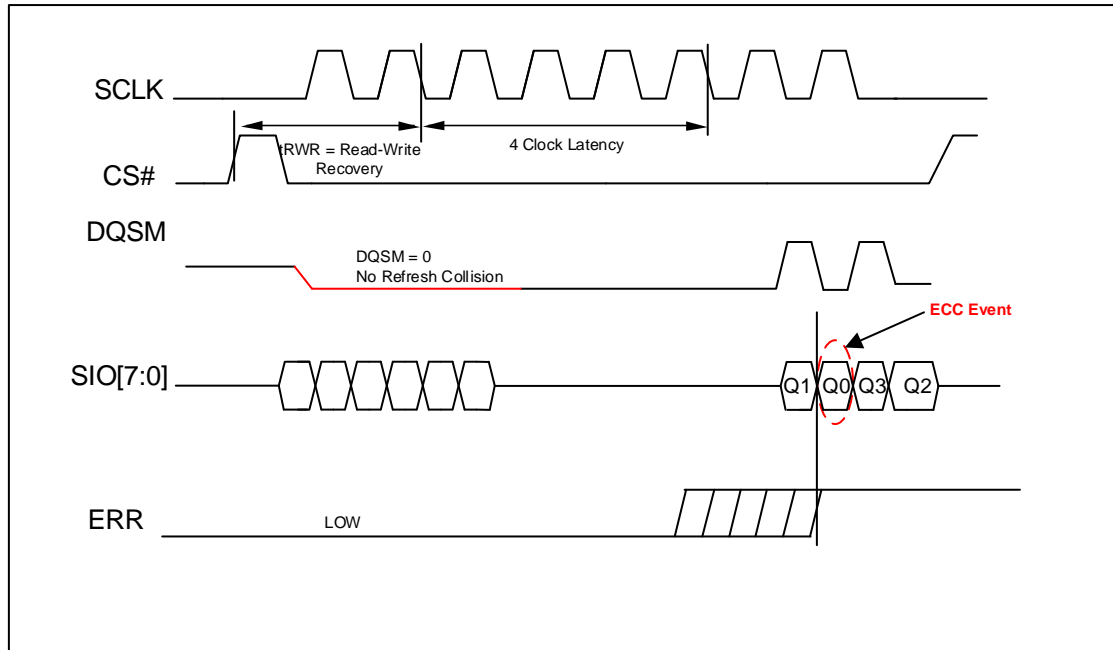 SCLK
tRWR = Read-Write
Recovery
4 Clock Latency
CS#
DQSM
DQSM = 0
No Refresh Collision
ECC Event
SIO[7:0]
Q1 Q0 Q3 Q2
ERR
LOW